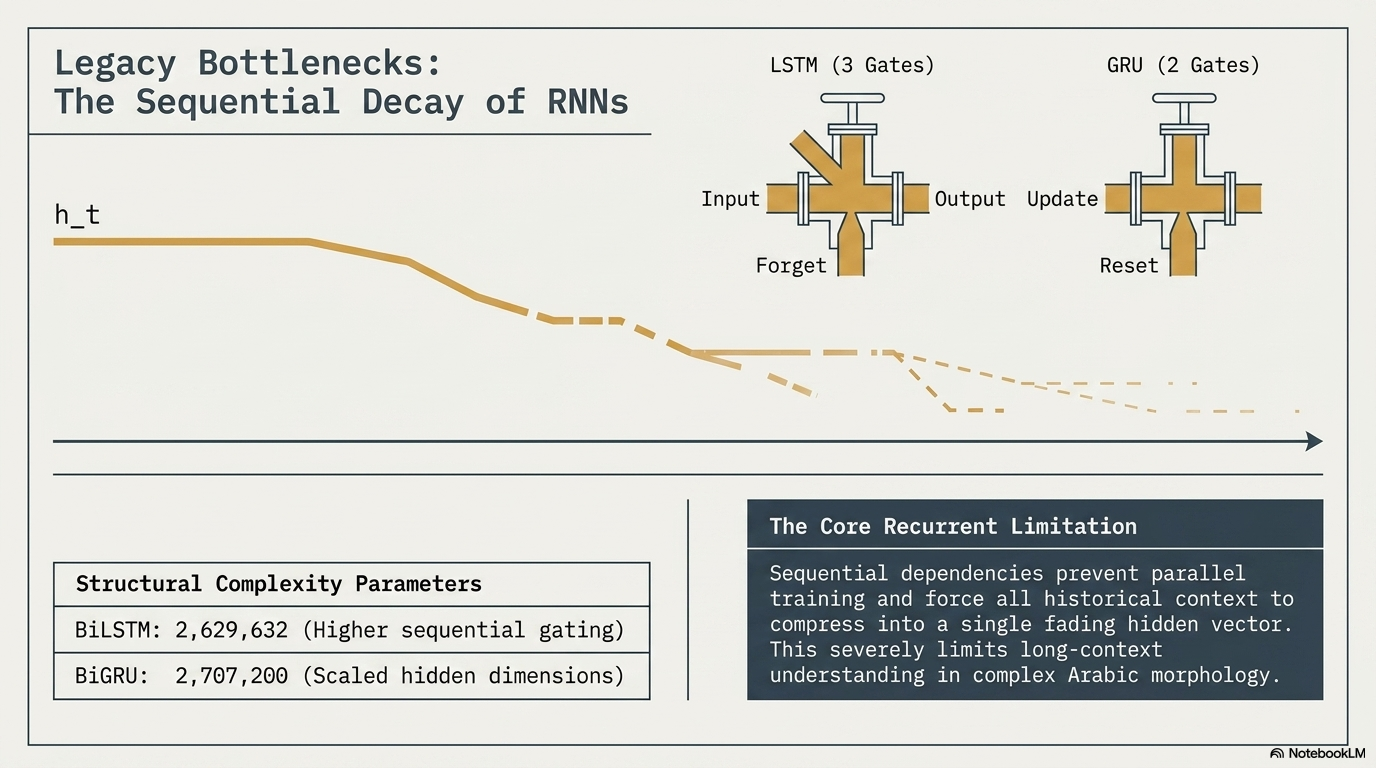 Legacy Bottlenecks:
The Sequential Decay of RNNs
LSTM (3 Gates)
GRU (2 Gates)
Input
Output
Forget
Update
Reset
h_t
Structural Complexity Parameters
BiLSTM: 2,629,632 (Higher sequential gating)
BiGRU: 2,707,200 (Scaled hidden dimensions)
The Core Recurrent Limitation
Sequential dependencies prevent parallel
training and force all historical context to
compress into a single fading hidden vector.
This severely limits long-context
understanding in complex Arabic morphology.
NotebookLM